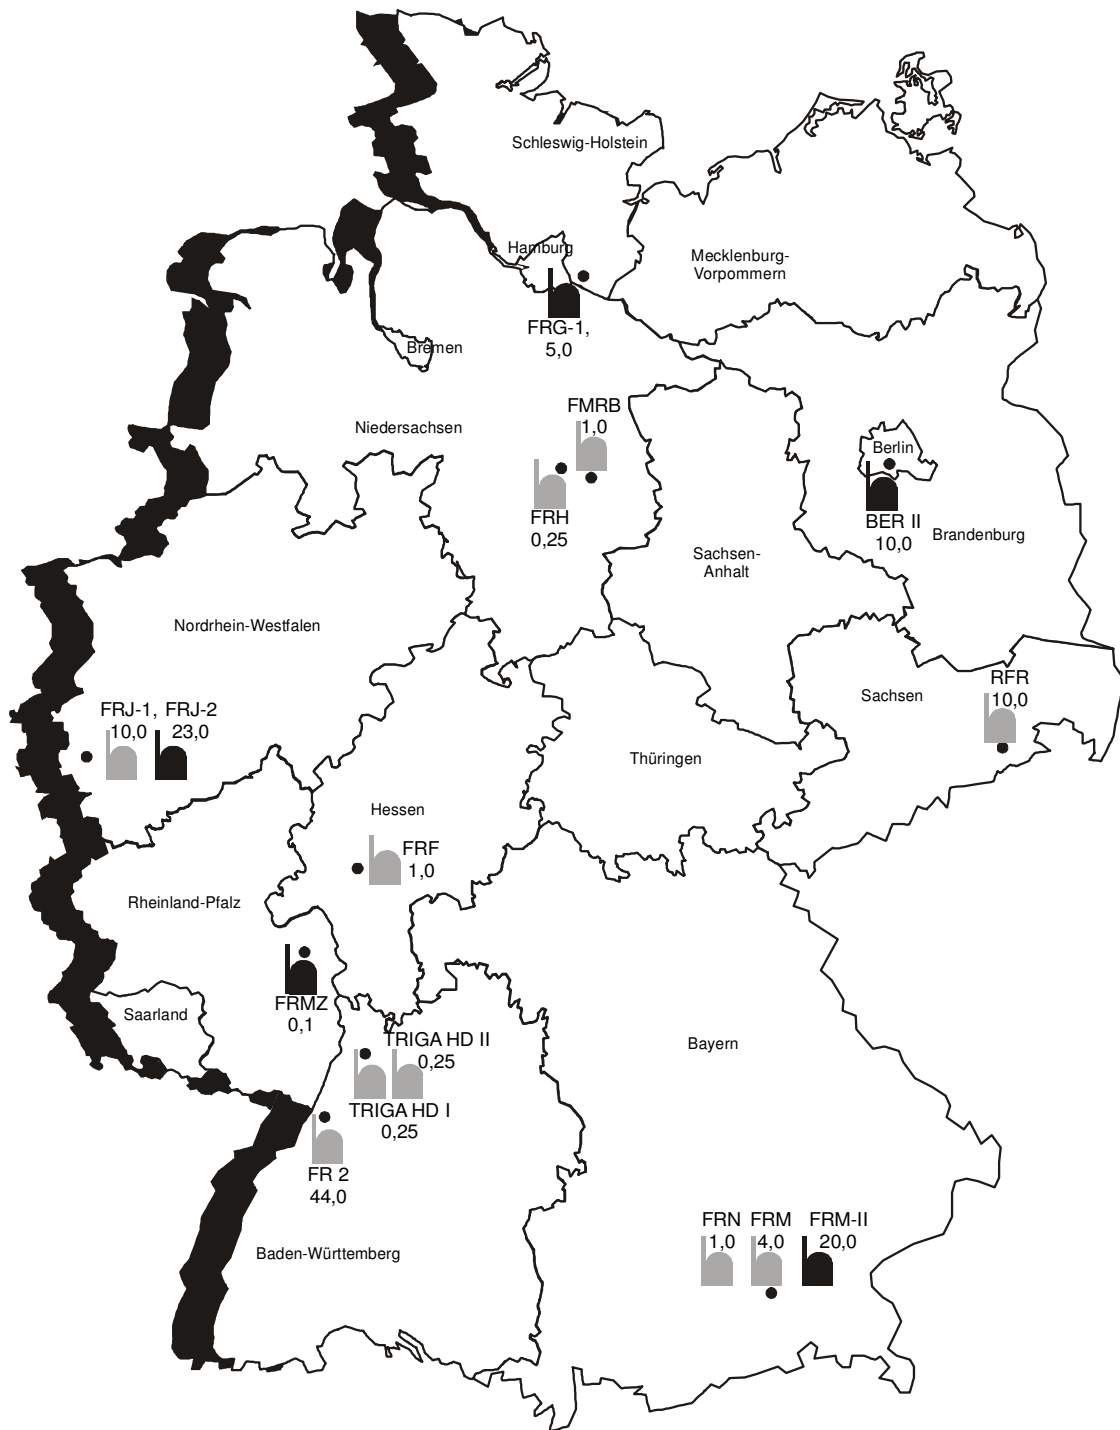 Schleswig-Holstein
Hamburg
Mecklenburg-
Vorpommern
FRG-1,
5,0
Bremen
Niedersachsen
FMRB
1,0
FRH
0,25
Berlin
BER II
10,0
Brandenburg
Sachsen-
Anhalt
Nordrhein-Westfalen
FRJ-1, FRJ-2
10,0 23,0
Sachsen
RFR
10,0
Thüringen
Hessen
FRF
1,0
Rheinland-Pfalz
FRMZ
0,1
Saarland
TRIGA HD II
0,25
TRIGA HD I
0,25
Bayern
FR 2
44,0
Baden-Württemberg
FRN FRM FRM-II
1,0 4,0 20,0